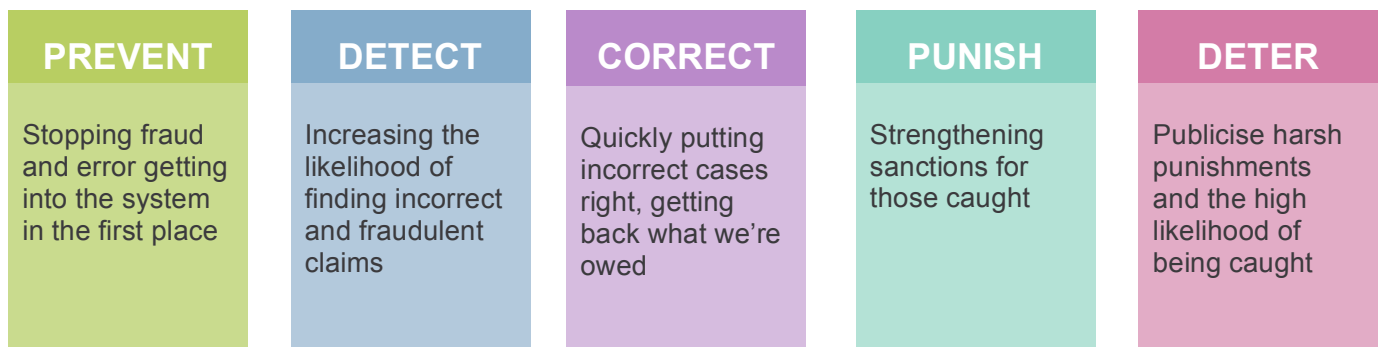 PREVENT
Stopping fraud
and error getting
into the system
in the first place
DETECT
Increasing the
likelihood of
finding incorrect
and fraudulent
claims
CORRECT
Quickly putting
incorrect cases
right, getting
back what we’re
owed
PUNISH
Strengthening
sanctions for
those caught
DETER
Publicise harsh
punishments
and the high
likelihood of
being caught